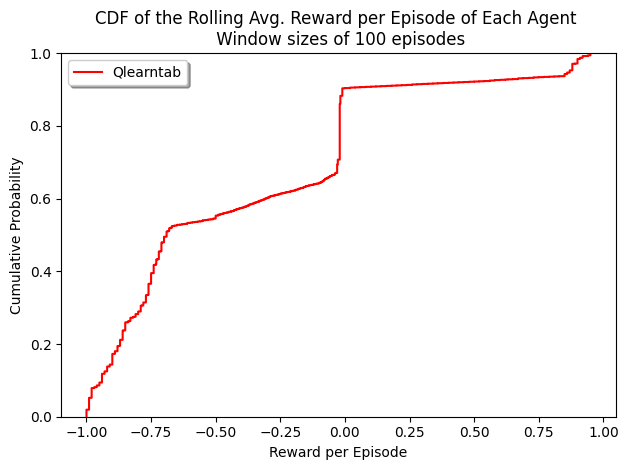 CDF of the Rolling Avg. Reward per Episode of Each Agent
Window sizes of 100 episodes
Qlearntab
Cumulative Probability
1.0
0.8
0.6
0.4
0.2
0.0
−1.00 −0.75 −0.50 −0.25 0.00 0.25 0.50 0.75 1.00
Reward per Episode